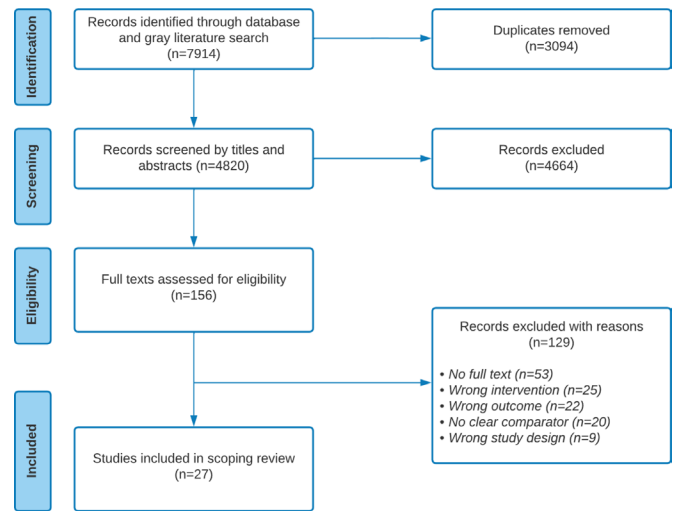 Identification
Records identified through database
and gray literature search
(n=7914)
Duplicates removed
(n=3094)
Screening
Records screened by titles and
abstracts (n=4820)
Records excluded
(n=4664)
Eligibility
Full texts assessed for eligibility
(n=156)
Records excluded with reasons
(n=129)
• No full text (n=53)
• Wrong intervention (n=25)
• Wrong outcome (n=22)
• No clear comparator (n=20)
• Wrong study design (n=9)
Included
Studies included in scoping review
(n=27)